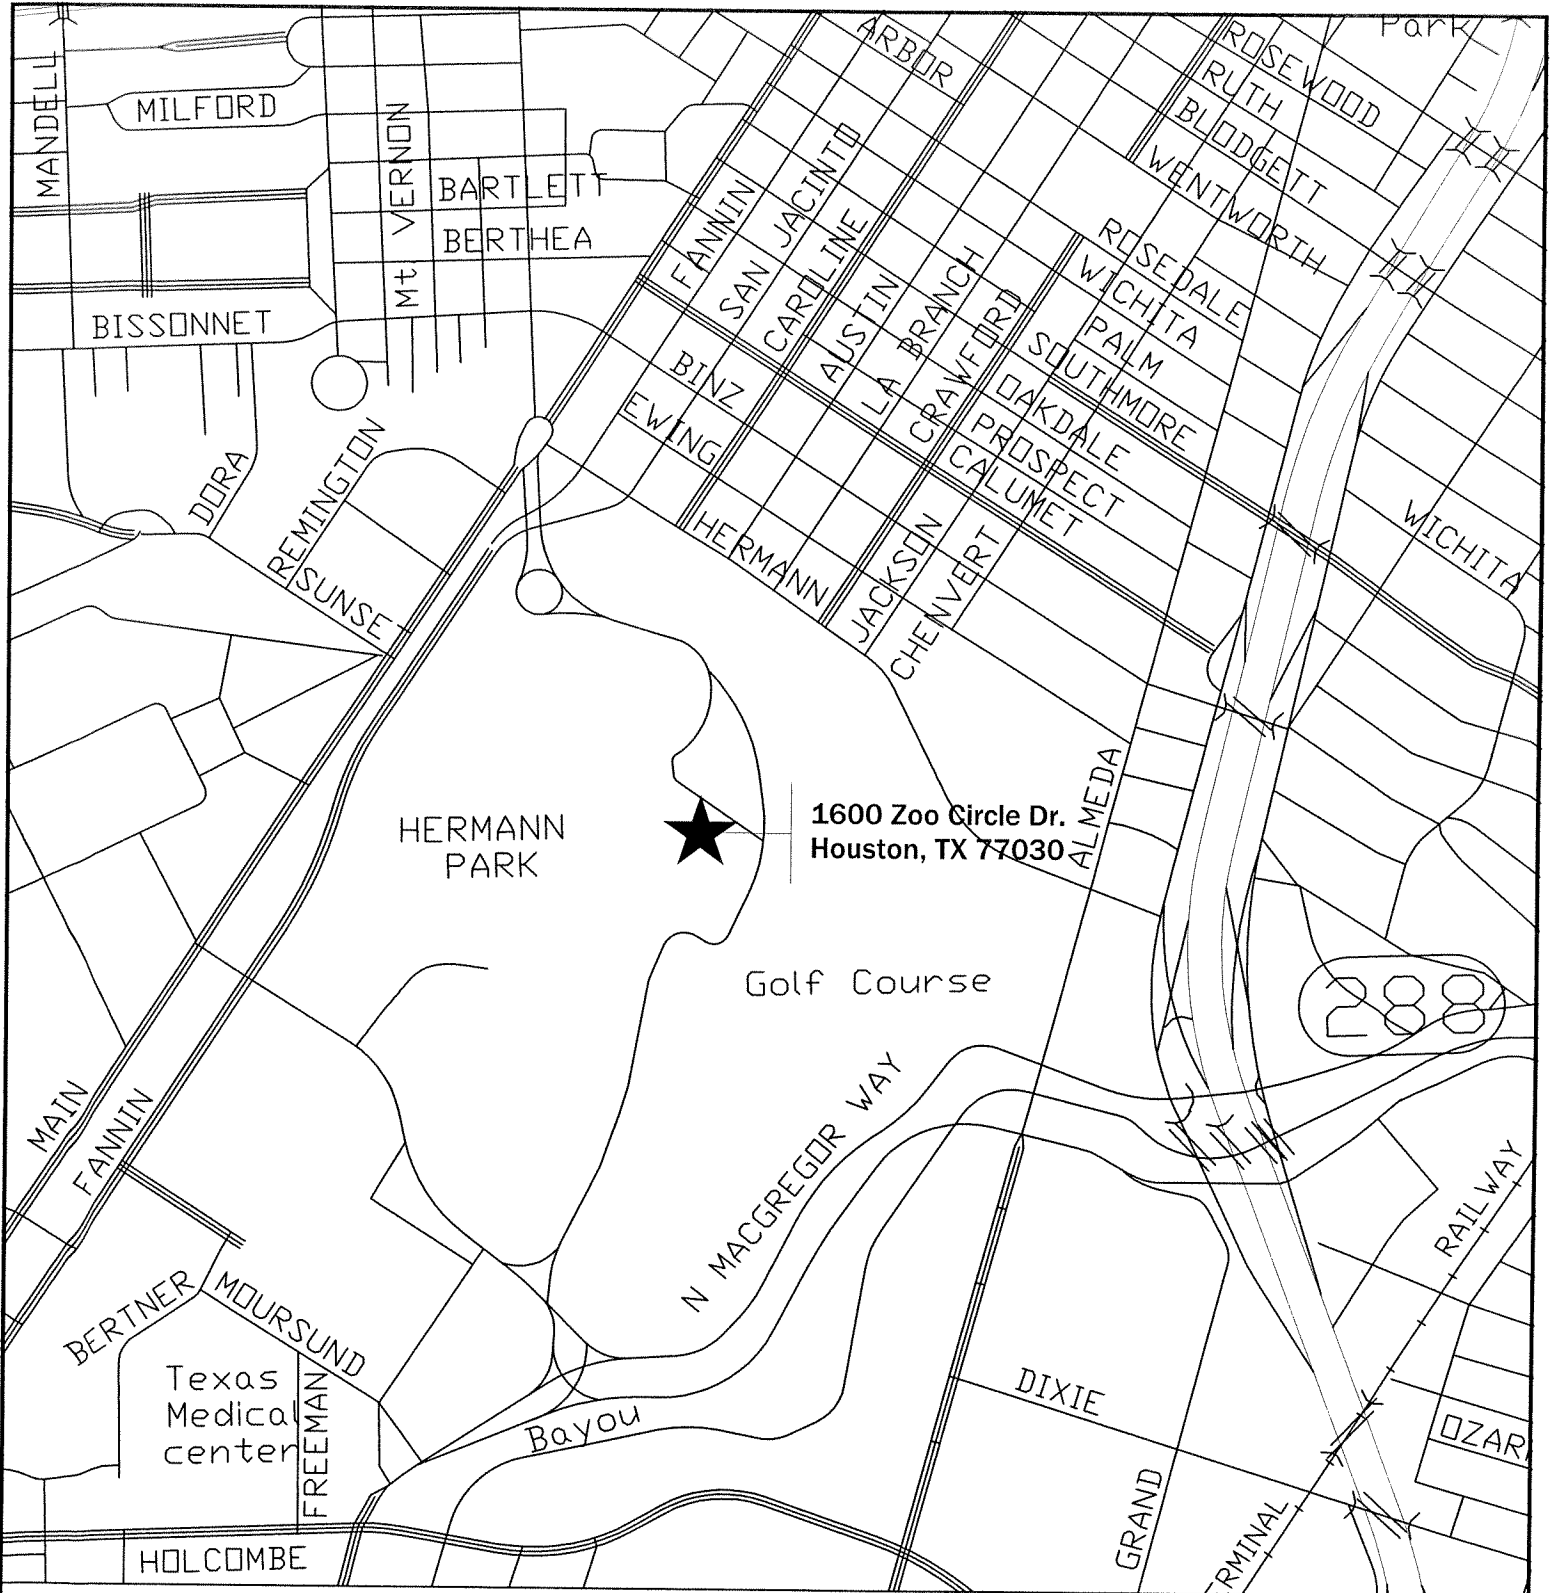 Park
MANDELL
MILFORD
Mt. VERNON
BARTLETT
BERTHEA
BISSONNET
ARBOR
ROSEWOOD
RUTH
BLODGETT
WENTWORTH
FANNIN
SAN JACINTO
CAROLINE
AUSTIN
LA BRANCH
CRAWFORD
ROSEDALE
WICHITA
PALM
SOUTHMORE
OAKDALE
PROSPECT
CALUMET
BINZ
EWING
HERMANN
JACKSON
CHENVERT
WICHITA
DORA
REMINGTON
SUNSET
HERMANN
PARK
1600 Zoo Circle Dr.
Houston, TX 77030
ALMEDA
Golf Course
288
MAIN
FANNIN
N MACGREGOR WAY
RAILWAY
BERTNER
MOURSUND
Texas
Medical
center
FREEMAN
Bayou
DIXIE
GRAND
OZAR
ERMINAL
HOLCOMBE